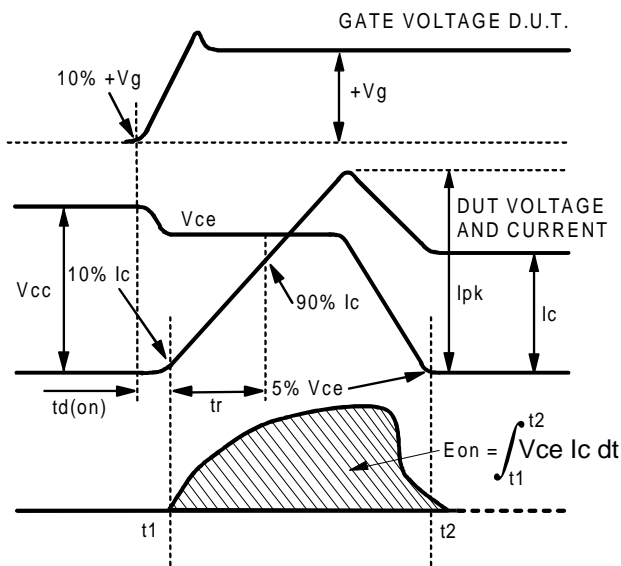 GATE VOLTAGE D.U.T.
10% +Vg
+Vg
Vce
DUT VOLTAGE
AND CURRENT
10% Ic
Vcc
90% Ic
Ipk
Ic
5% Vce
td(on)
tr
Eon = ∫ Vce Ic dt
t2
t1
t1
t2